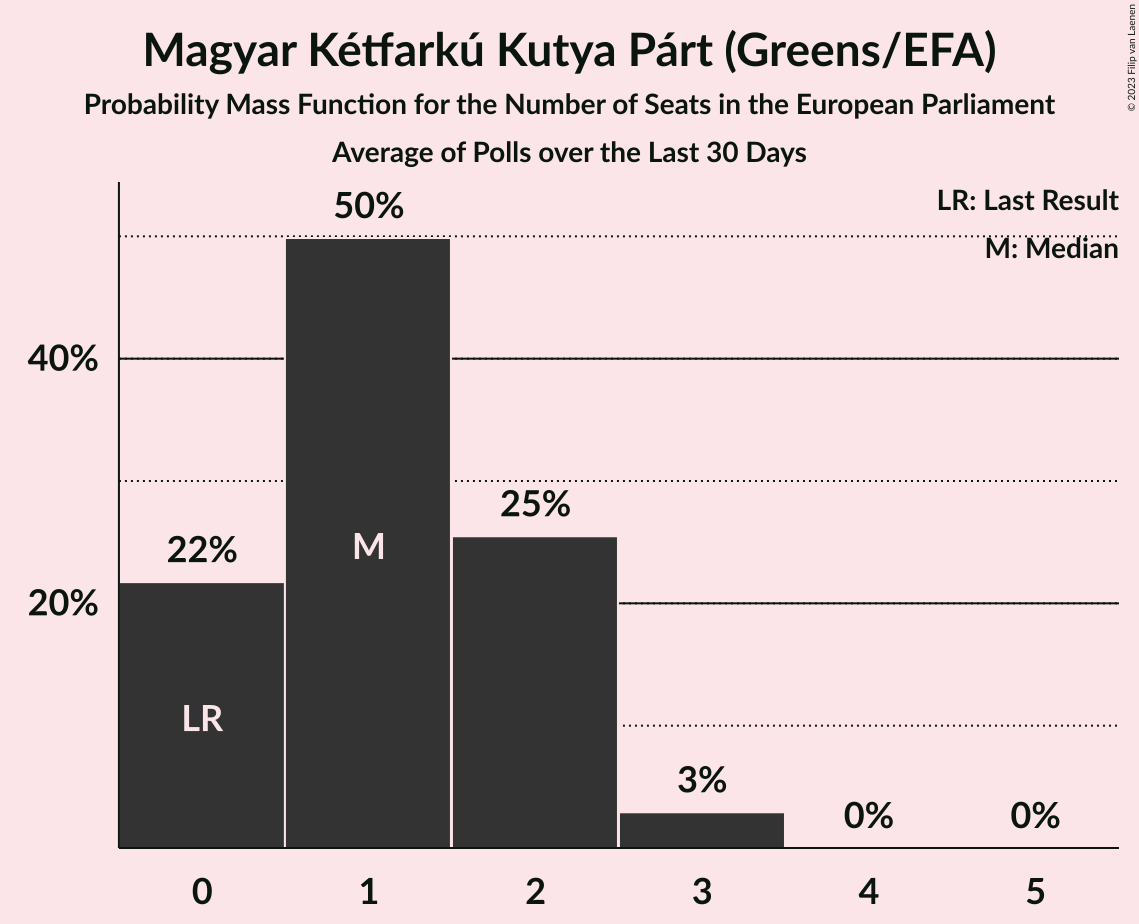 Magyar Kétfarkú Kutya Párt (Greens/EFA)
Probability Mass Function for the Number of Seats in the European Parliament
Average of Polls over the Last 30 Days
© 2023 Filip van Laenen
LR: Last Result
M: Median
50%
40%
25%
22%
M
20%
LR
3%
0%
0%
0 1 2 3 4 5